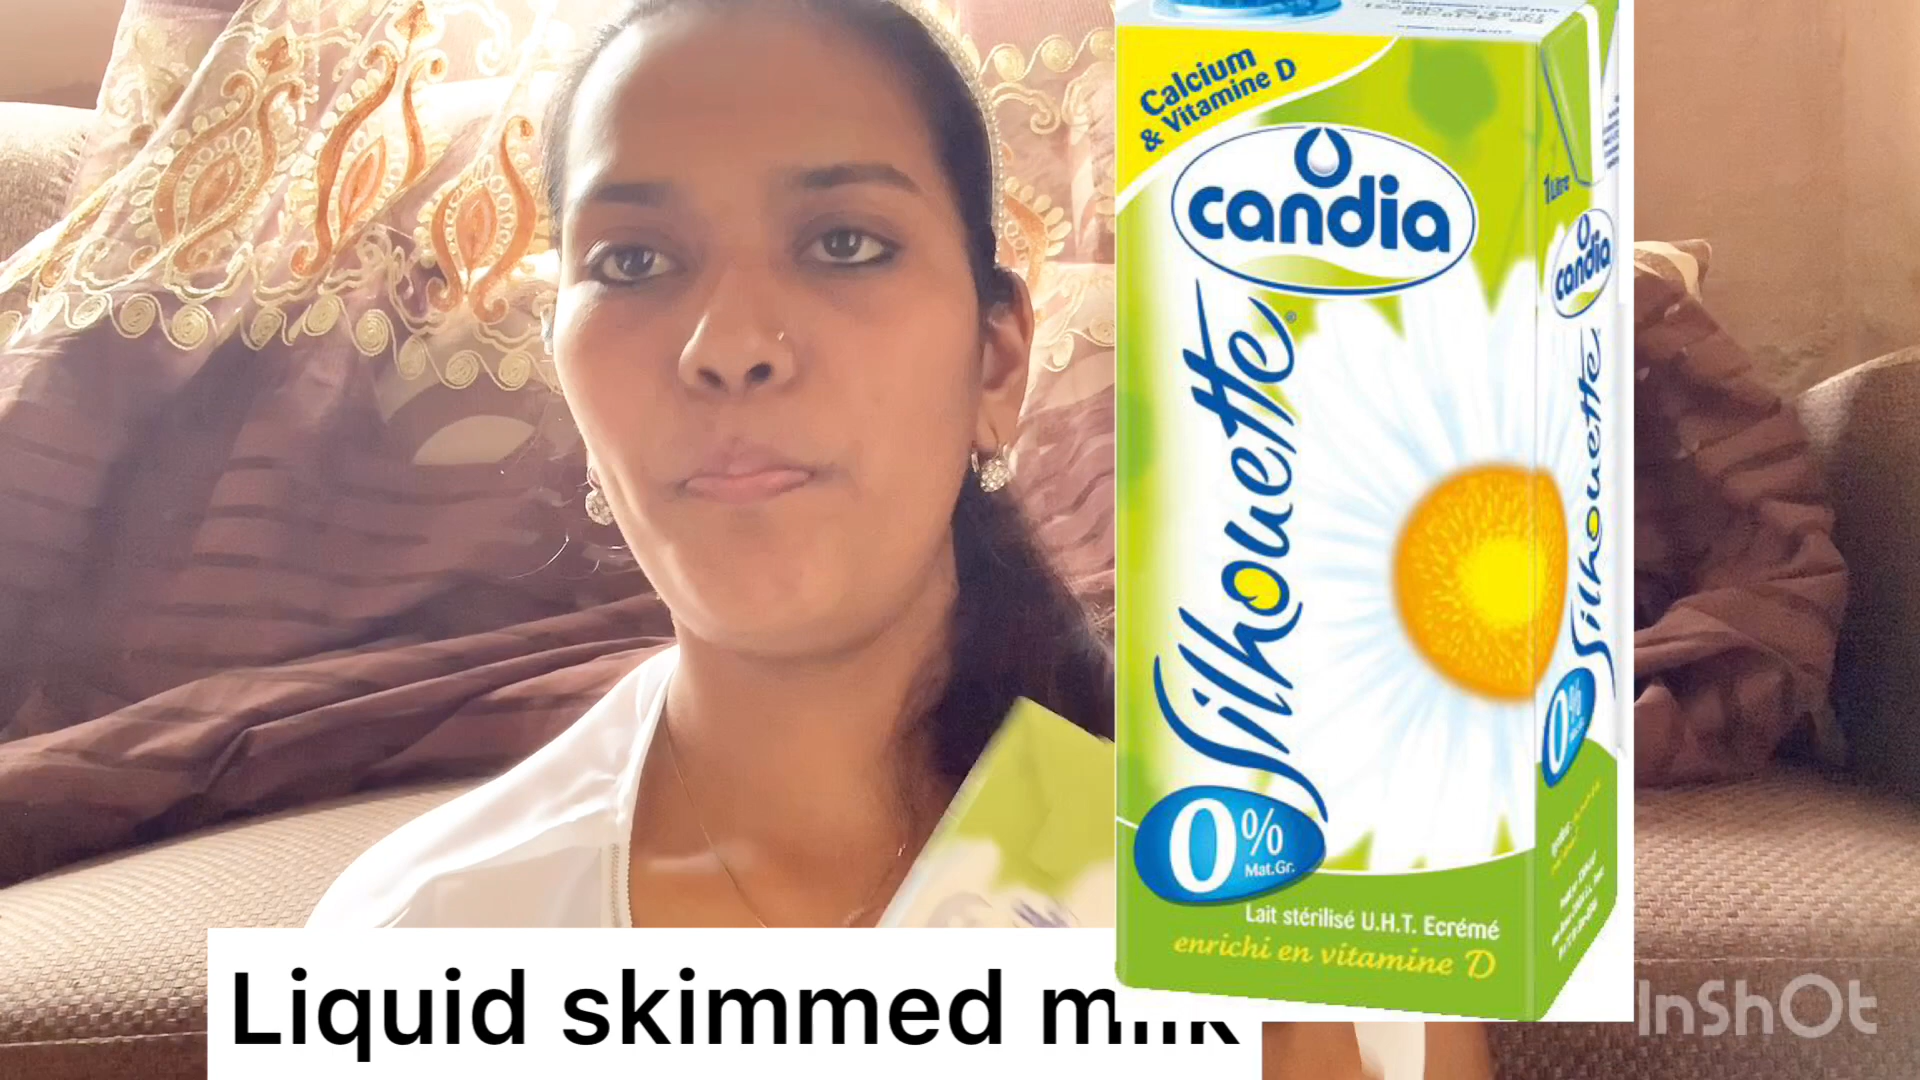 Calcium
& Vitamine D
candia
Silhouette®
0%
Mat.Gr.
Lait stérilisé U.H.T. Ecrémé
enrichi en vitamine D
1 Litre
candia
Silhouette
0%
Liquid skimmed milk
InShOt